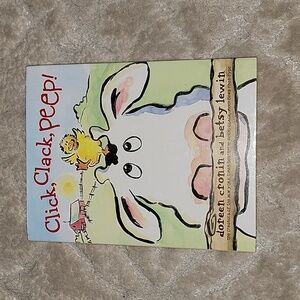 Click, Clack, Peep!
doreen cronin and betsy lewin